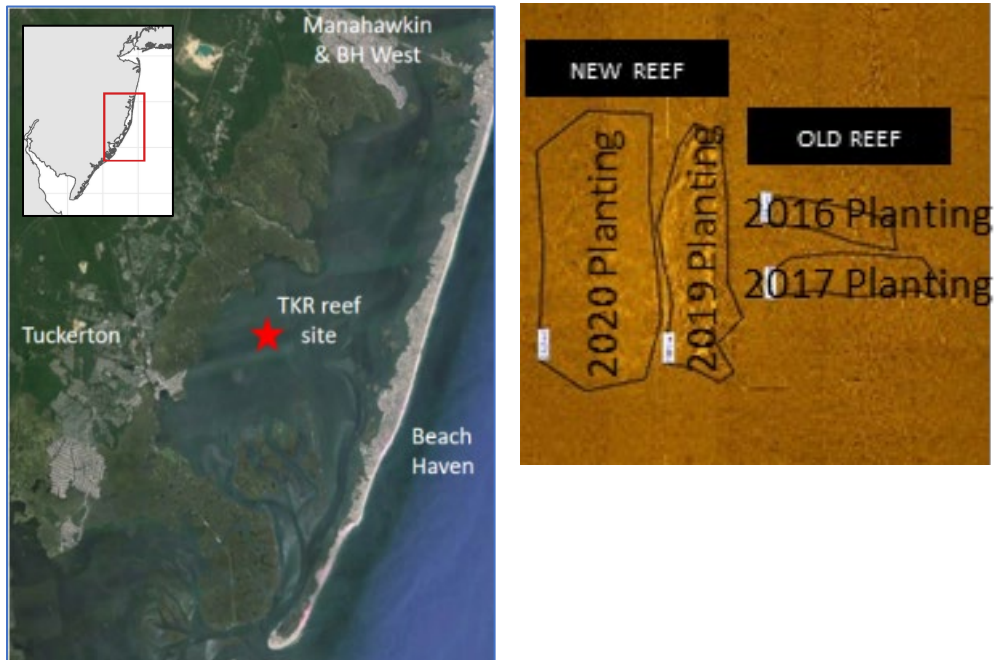 Manahawkin
& BH West
TKR reef
site
Tuckerton
Beach
Haven
NEW REEF
OLD REEF
2020 Planting
2019 Planting
2016 Planting
2017 Planting